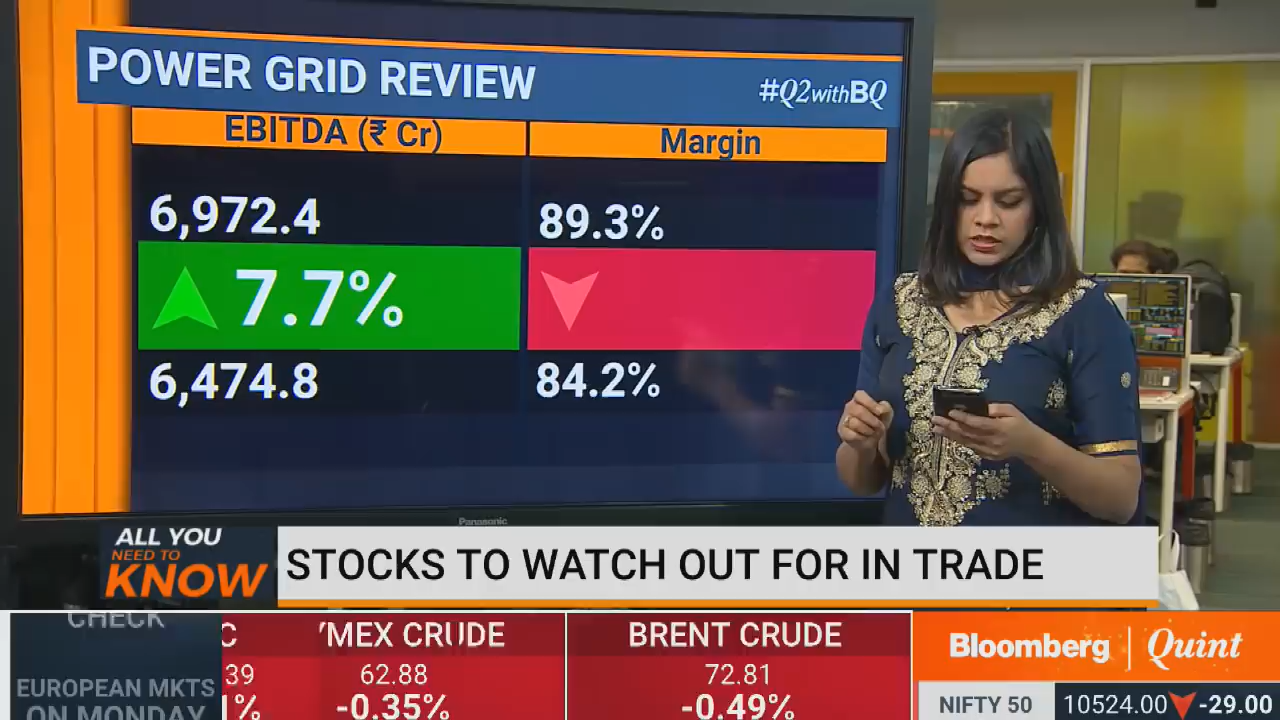 POWER GRID REVIEW
#Q2withBQ
EBITDA (₹ Cr)
Margin
6,972.4
89.3%
7.7%
6,474.8
84.2%
Panasonic
ALL YOU
NEED TO
KNOW
STOCKS TO WATCH OUT FOR IN TRADE
CHECK
EUROPEAN MKTS
ON MONDAY
C
39
1%
MEX CRUDE
62.88
-0.35%
BRENT CRUDE
72.81
-0.49%
Bloomberg | Quint
NIFTY 50
10524.00
-29.00